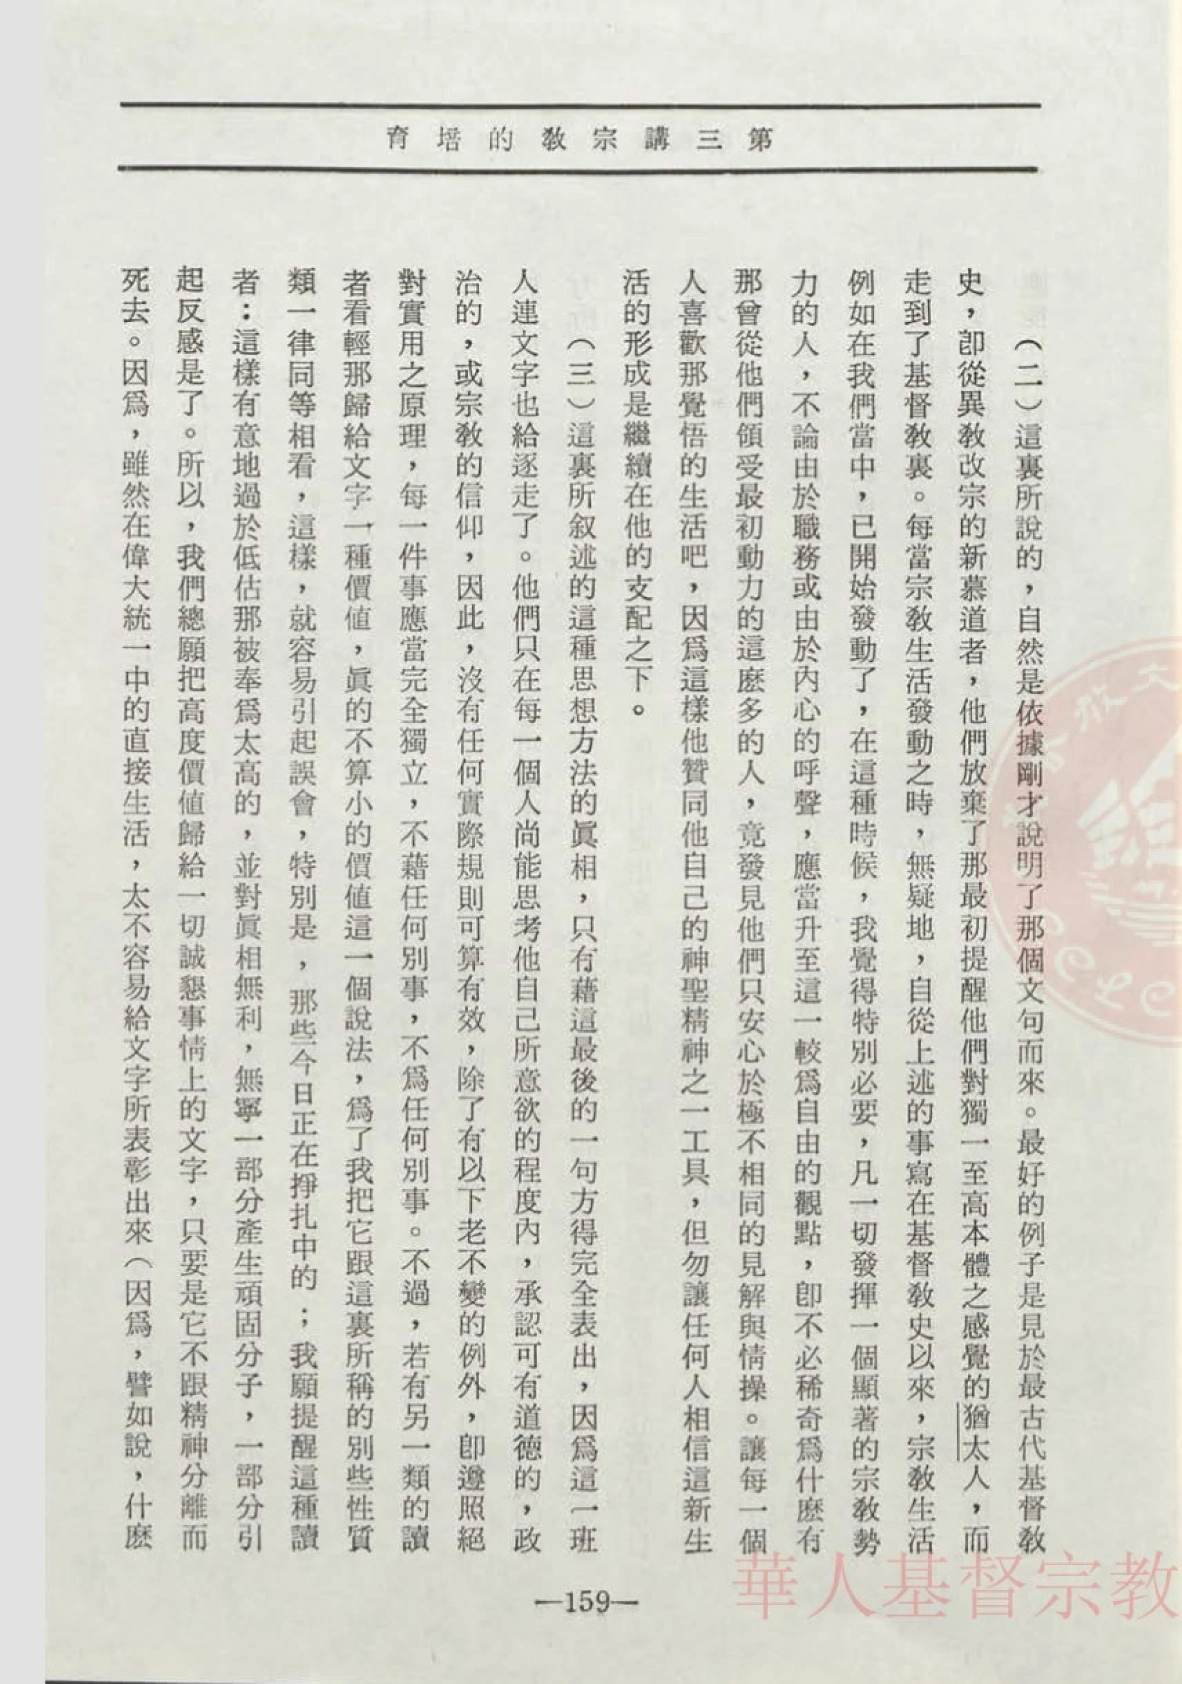 第三講宗教的培育
（二）這裏所說的，自然是依據剛才說明了那個文句而來。最好的例子是見於最古代基督教
史，卽從異教改宗的新慕道者，他們放棄了那最初提醒他們對獨一至高本體之感覺的猶太人，而
走到了基督教裏。每當宗教生活發動之時，無疑地，自從上述的事寫在基督教史以來，宗教生活
例如在我們當中，已開始發動了，在這種時候，我覺得特別必要，凡一切發揮一個顯著的宗教勢
力的人，不論由於職務或由於內心的呼聲，應當升至這一較爲自由的觀點，卽不必稀奇爲什麽有
那曾從他們領受最初動力的這麽多的人，竟發見他們只安心於極不相同的見解與情操。讓每一個
人喜歡那覺悟的生活吧，因爲這樣他贊同他自己的神聖精神之一工具，但勿讓任何人相信這新生
活的形成是繼續在他的支配之下。
（三）這裏所叙述的這種思想方法的眞相，只有藉這最後的一句方得完全表出，因爲這一班
人連文字也給逐走了。他們只在每一個人尚能思考他自己所意欲的程度內，承認可有道德的，政
治的，或宗教的信仰，因此，沒有任何實際規則可算有效，除了有以下老不變的例外，卽遵照絕
對實用之原理，每一件事應當完全獨立，不藉任何別事，不爲任何別事。不過，若有另一類的讀
者看輕那歸給文字一種價値，眞的不算小的價値這一個說法，爲了我把它跟這裏所稱的別些性質
類一律同等相看，這樣，就容易引起誤會，特別是，那些今日正在掙扎中的；我願提醒這種讀
者：這樣有意地過於低估那被奉爲太高的，並對眞相無利，無寧一部分產生頑固分子，一部分引
起反感是了。所以，我們總願把高度價値歸給一切誠懇事情上的文字，只要是它不跟精神分離而
死去。因爲，雖然在偉大統一中的直接生活，太不容易給文字所表彰出來（因爲，譬如說，什麽
—159—
華人基督宗教